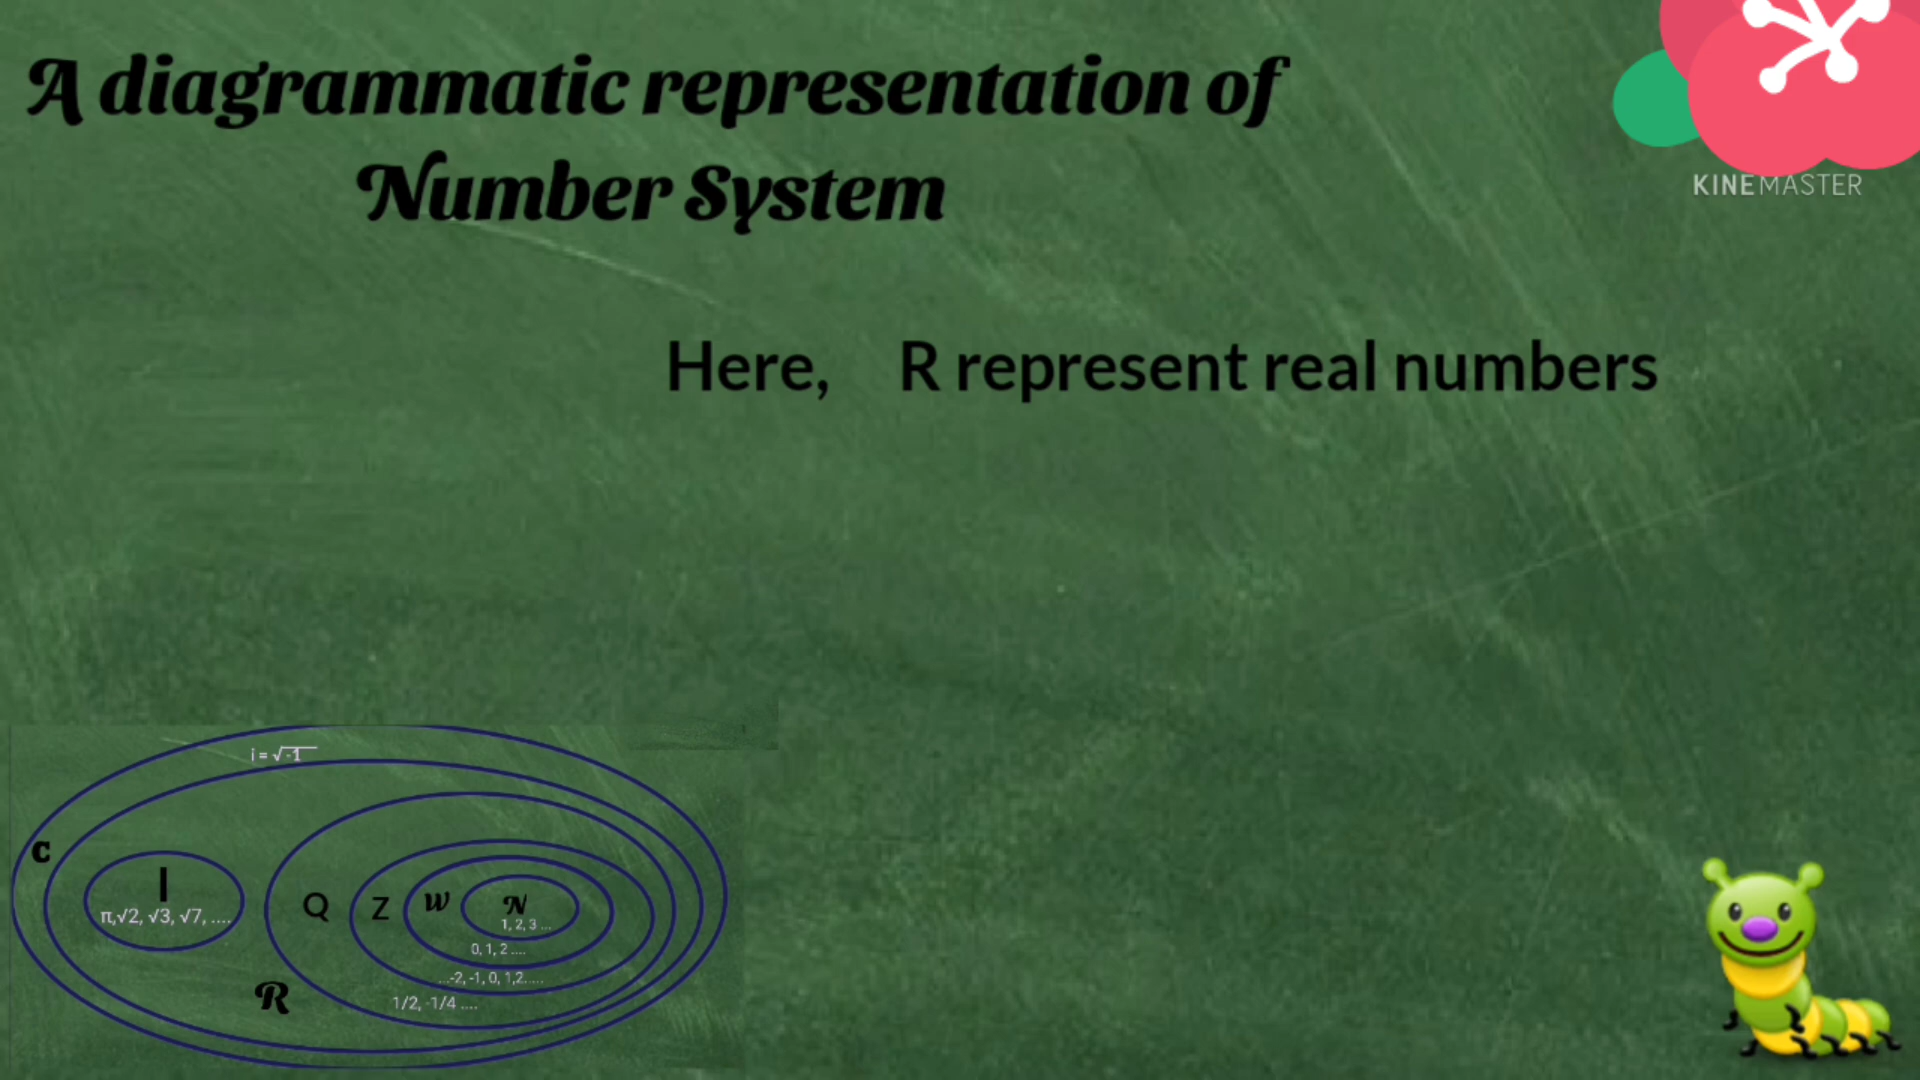 A diagrammatic representation of
Number System
KINEMASTER
Here, R represent real numbers
i = √-1
C
I
π,√2, √3, √7, ....
Q Z W N
1, 2, 3 ...
0, 1, 2 ....
...-2, -1, 0, 1,2.....
1/2, -1/4 ....
R